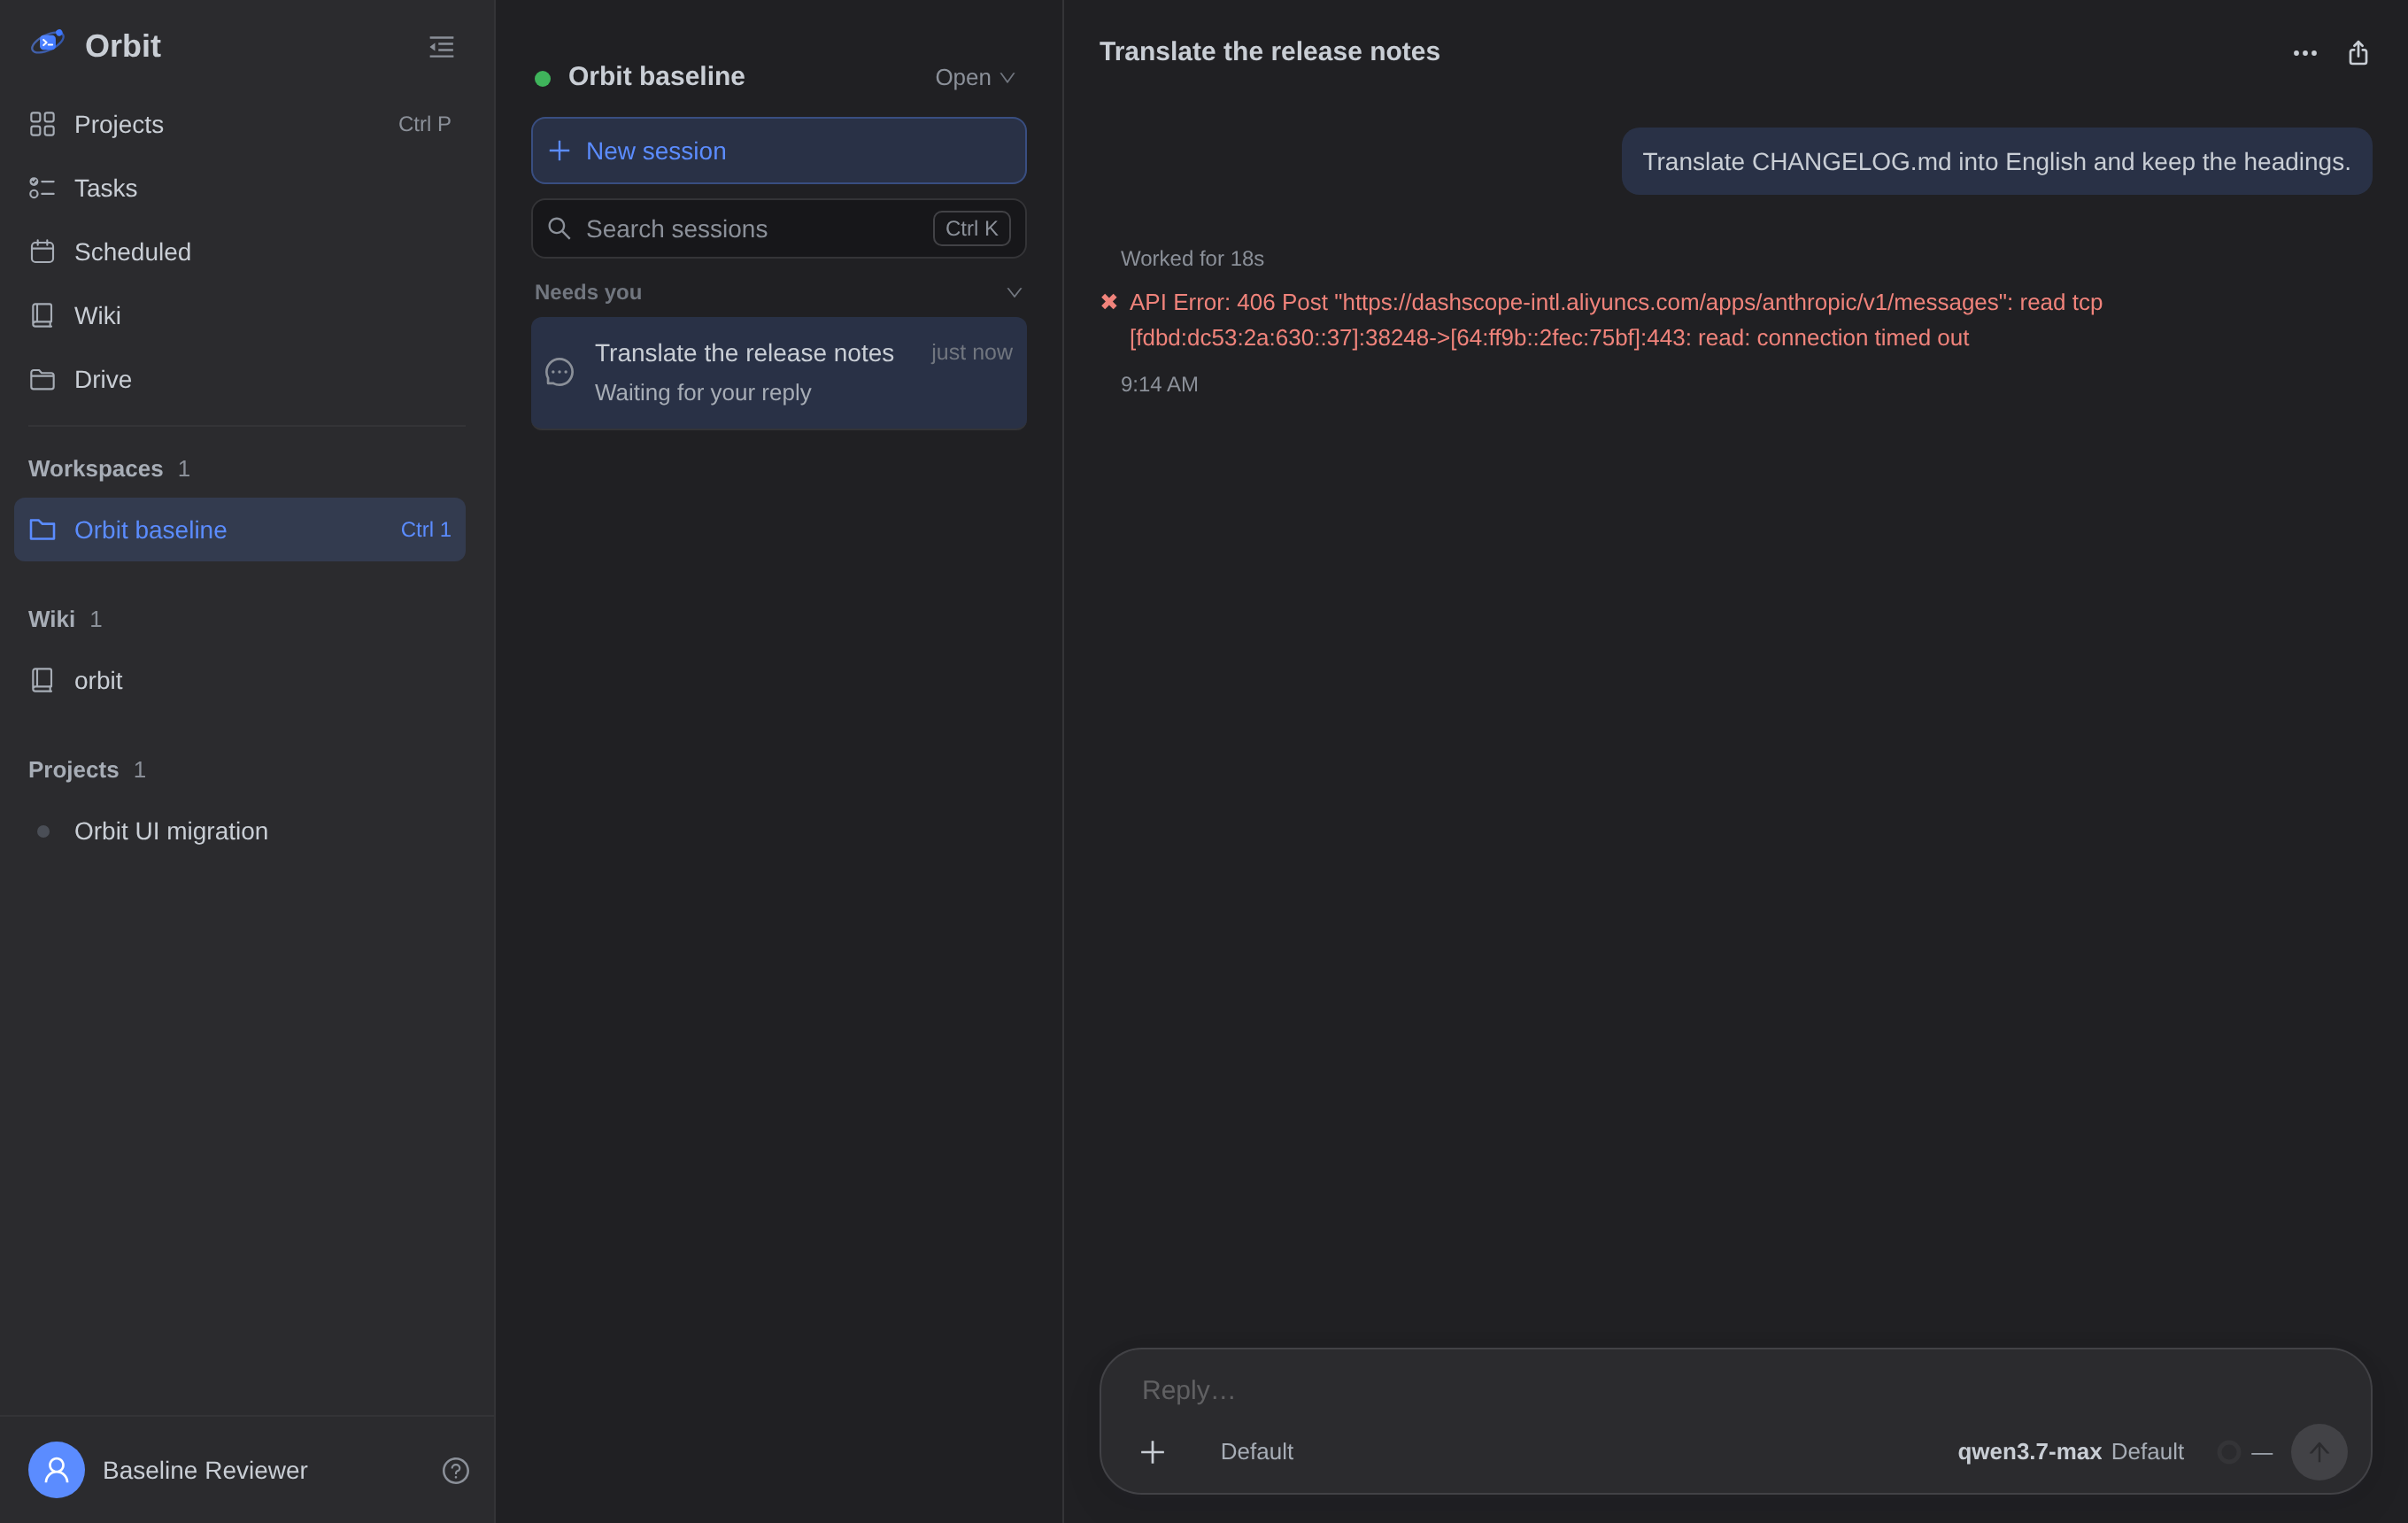 Orbit
Projects Ctrl P
Tasks
Scheduled
Wiki
Drive
Workspaces 1
Orbit baseline Ctrl 1
Wiki 1
orbit
Projects 1
Orbit UI migration
Baseline Reviewer
Orbit baseline Open
New session
Search sessions Ctrl K
Needs you
Translate the release notes just now
Waiting for your reply
Translate the release notes
Translate CHANGELOG.md into English and keep the headings.
Worked for 18s
✖ API Error: 406 Post "https://dashscope-intl.aliyuncs.com/apps/anthropic/v1/messages": read tcp
[fdbd:dc53:2a:630::37]:38248->[64:ff9b::2fec:75bf]:443: read: connection timed out
9:14 AM
Reply…
Default qwen3.7-max Default —